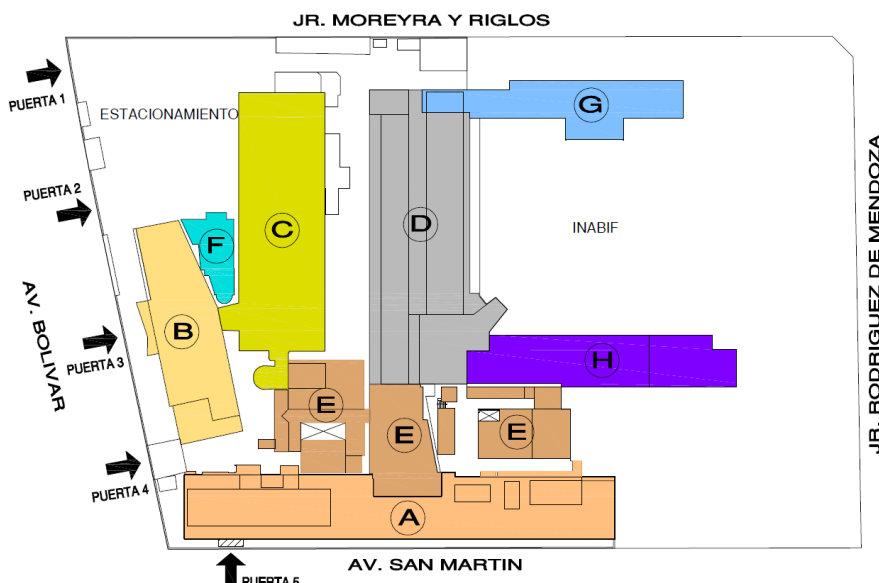 JR. MOREYRA Y RIGLOS
PUERTA 1
ESTACIONAMIENTO
G
PUERTA 2
C
D
F
INABIF
JR. RODRIGUEZ DE MENDOZA
AV. BOLIVAR
B
PUERTA 3
H
E
E
E
PUERTA 4
A
AV. SAN MARTIN
PUERTA 5